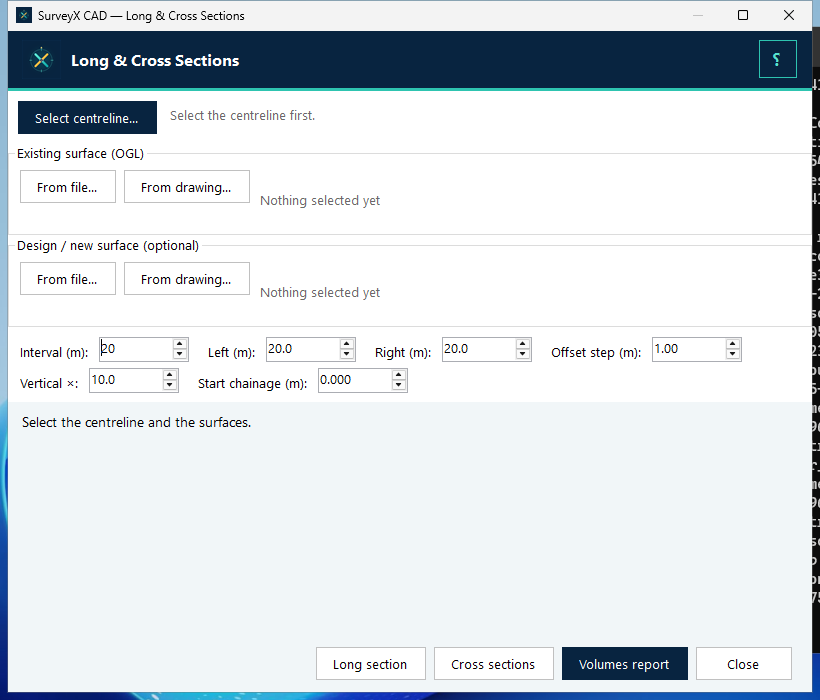 SurveyX CAD — Long & Cross Sections
Long & Cross Sections
؟
Select centreline... Select the centreline first.
Existing surface (OGL)
From file... From drawing... Nothing selected yet
Design / new surface (optional)
From file... From drawing... Nothing selected yet
Interval (m): 20 Left (m): 20.0 Right (m): 20.0 Offset step (m): 1.00
Vertical ×: 10.0 Start chainage (m): 0.000
Select the centreline and the surfaces.
Long section Cross sections Volumes report Close